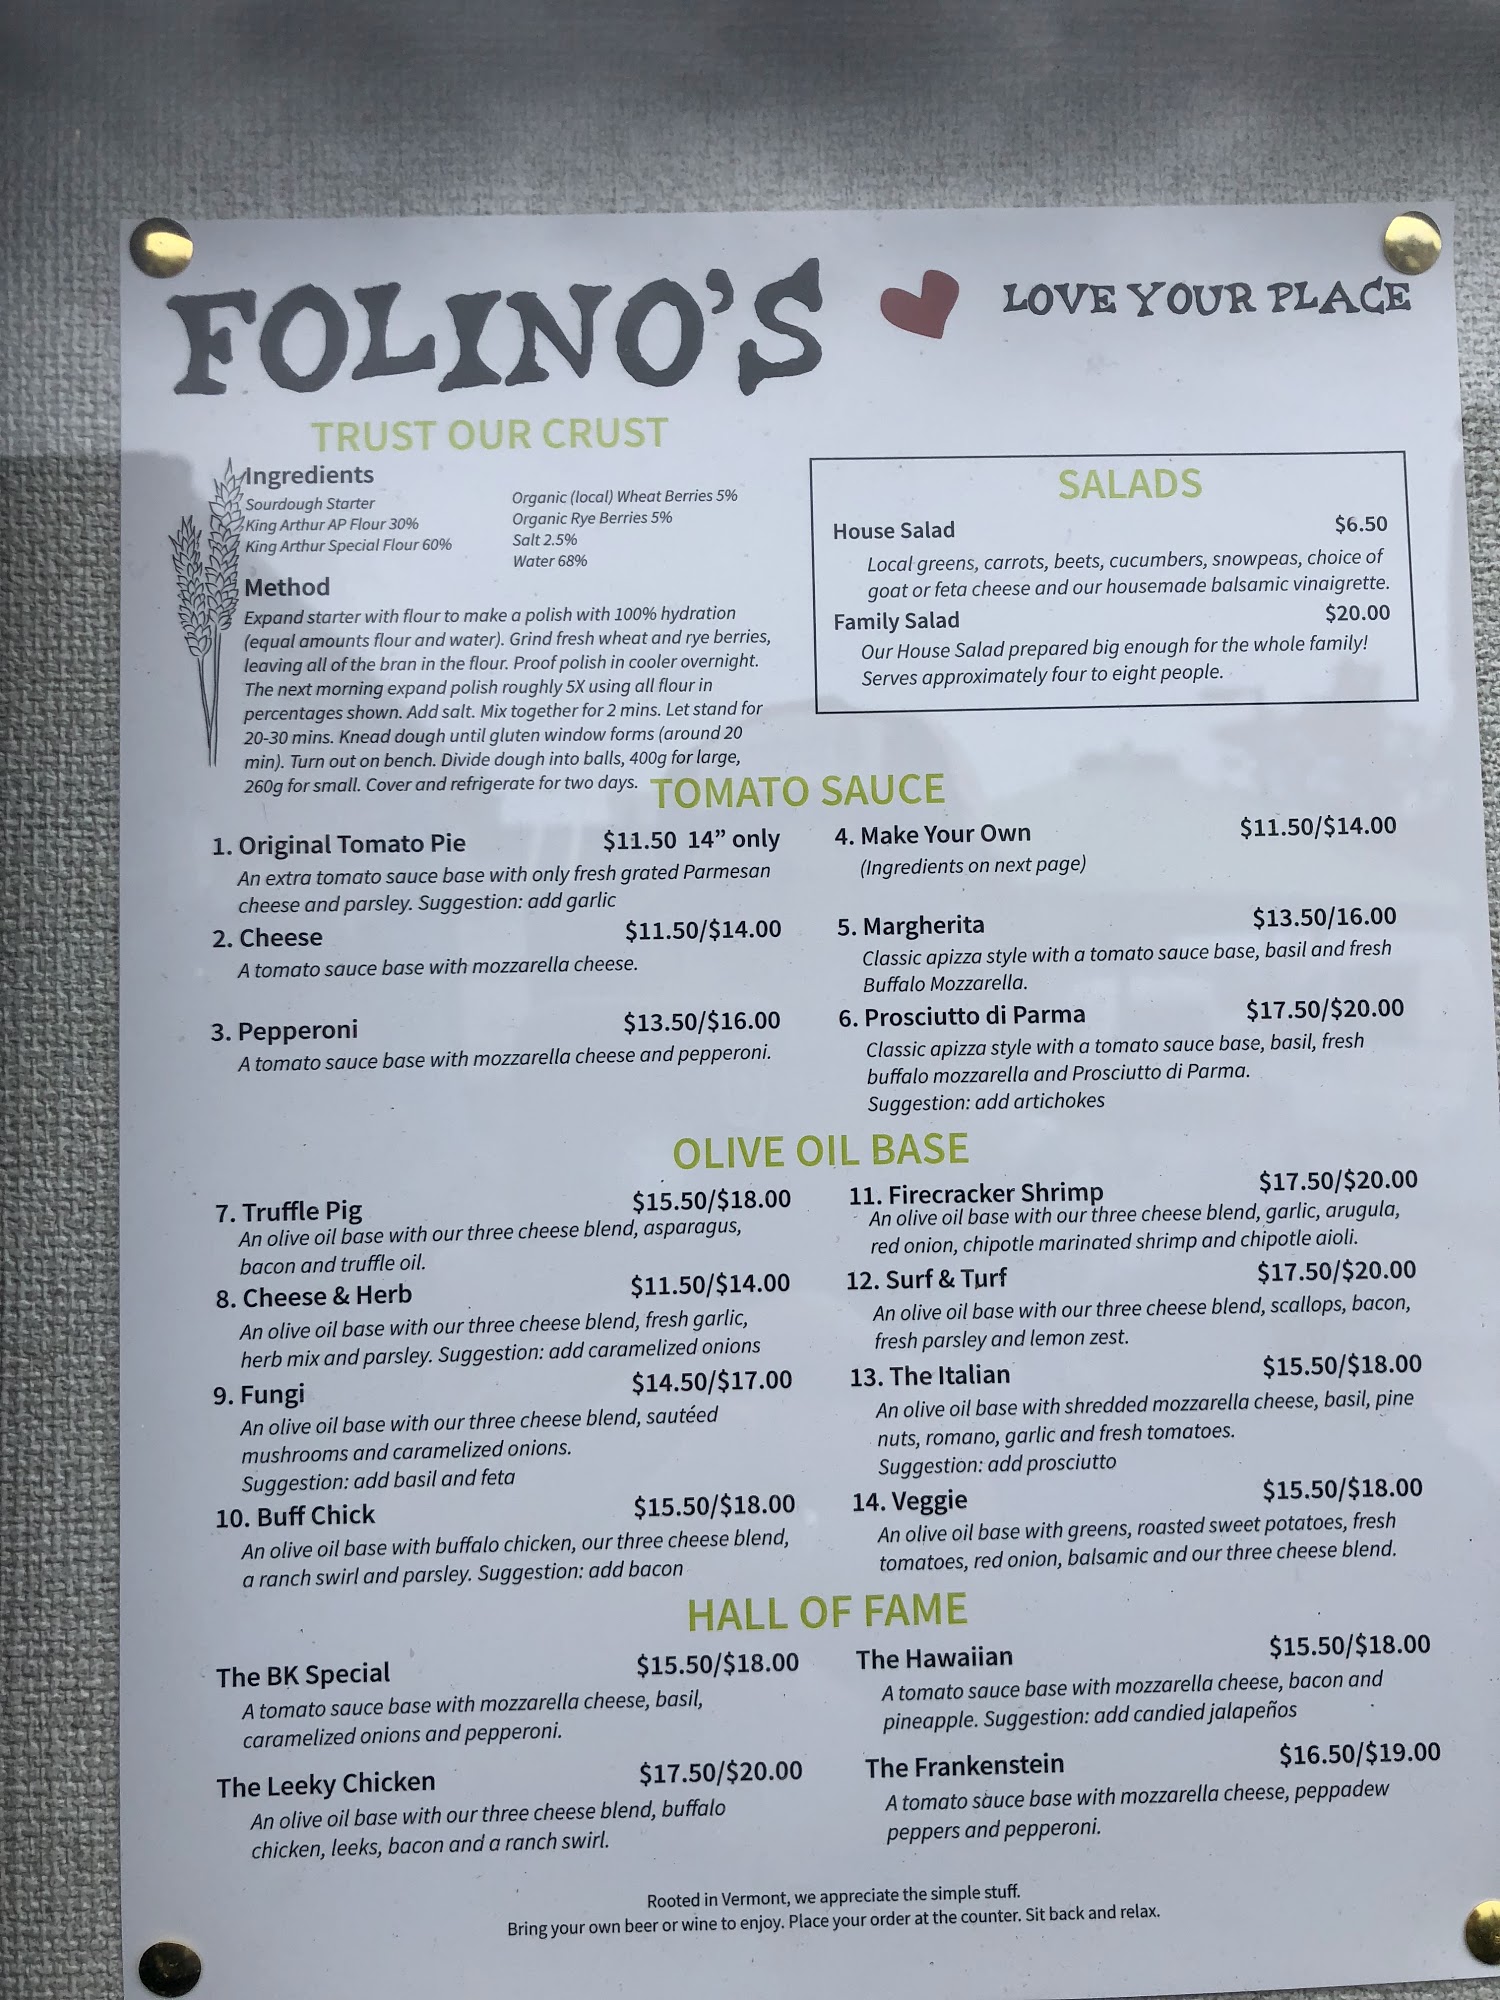 FOLINO'S
LOVE YOUR PLACE
TRUST OUR CRUST
Ingredients
Sourdough Starter
King Arthur AP Flour 30%
King Arthur Special Flour 60%
Organic (local) Wheat Berries 5%
Organic Rye Berries 5%
Salt 2.5%
Water 68%
Method
Expand starter with flour to make a polish with 100% hydration
(equal amounts flour and water). Grind fresh wheat and rye berries,
leaving all of the bran in the flour. Proof polish in cooler overnight.
The next morning expand polish roughly 5X using all flour in
percentages shown. Add salt. Mix together for 2 mins. Let stand for
20-30 mins. Knead dough until gluten window forms (around 20
min). Turn out on bench. Divide dough into balls, 400g for large,
260g for small. Cover and refrigerate for two days.
SALADS
House Salad $6.50
Local greens, carrots, beets, cucumbers, snowpeas, choice of
goat or feta cheese and our housemade balsamic vinaigrette.
Family Salad $20.00
Our House Salad prepared big enough for the whole family!
Serves approximately four to eight people.
TOMATO SAUCE
1. Original Tomato Pie $11.50 14" only
An extra tomato sauce base with only fresh grated Parmesan
cheese and parsley. Suggestion: add garlic
2. Cheese $11.50/$14.00
A tomato sauce base with mozzarella cheese.
3. Pepperoni $13.50/$16.00
A tomato sauce base with mozzarella cheese and pepperoni.
4. Make Your Own $11.50/$14.00
(Ingredients on next page)
5. Margherita $13.50/16.00
Classic apizza style with a tomato sauce base, basil and fresh
Buffalo Mozzarella.
6. Prosciutto di Parma $17.50/$20.00
Classic apizza style with a tomato sauce base, basil, fresh
buffalo mozzarella and Prosciutto di Parma.
Suggestion: add artichokes
OLIVE OIL BASE
7. Truffle Pig $15.50/$18.00
An olive oil base with our three cheese blend, asparagus,
bacon and truffle oil.
8. Cheese & Herb $11.50/$14.00
An olive oil base with our three cheese blend, fresh garlic,
herb mix and parsley. Suggestion: add caramelized onions
9. Fungi $14.50/$17.00
An olive oil base with our three cheese blend, sautéed
mushrooms and caramelized onions.
Suggestion: add basil and feta
10. Buff Chick $15.50/$18.00
An olive oil base with buffalo chicken, our three cheese blend,
a ranch swirl and parsley. Suggestion: add bacon
11. Firecracker Shrimp $17.50/$20.00
An olive oil base with our three cheese blend, garlic, arugula,
red onion, chipotle marinated shrimp and chipotle aioli.
12. Surf & Turf $17.50/$20.00
An olive oil base with our three cheese blend, scallops, bacon,
fresh parsley and lemon zest.
13. The Italian $15.50/$18.00
An olive oil base with shredded mozzarella cheese, basil, pine
nuts, romano, garlic and fresh tomatoes.
Suggestion: add prosciutto
14. Veggie $15.50/$18.00
An olive oil base with greens, roasted sweet potatoes, fresh
tomatoes, red onion, balsamic and our three cheese blend.
HALL OF FAME
The BK Special $15.50/$18.00
A tomato sauce base with mozzarella cheese, basil,
caramelized onions and pepperoni.
The Leeky Chicken $17.50/$20.00
An olive oil base with our three cheese blend, buffalo
chicken, leeks, bacon and a ranch swirl.
The Hawaiian $15.50/$18.00
A tomato sauce base with mozzarella cheese, bacon and
pineapple. Suggestion: add candied jalapeños
The Frankenstein $16.50/$19.00
A tomato sauce base with mozzarella cheese, peppadew
peppers and pepperoni.
Rooted in Vermont, we appreciate the simple stuff.
Bring your own beer or wine to enjoy. Place your order at the counter. Sit back and relax.